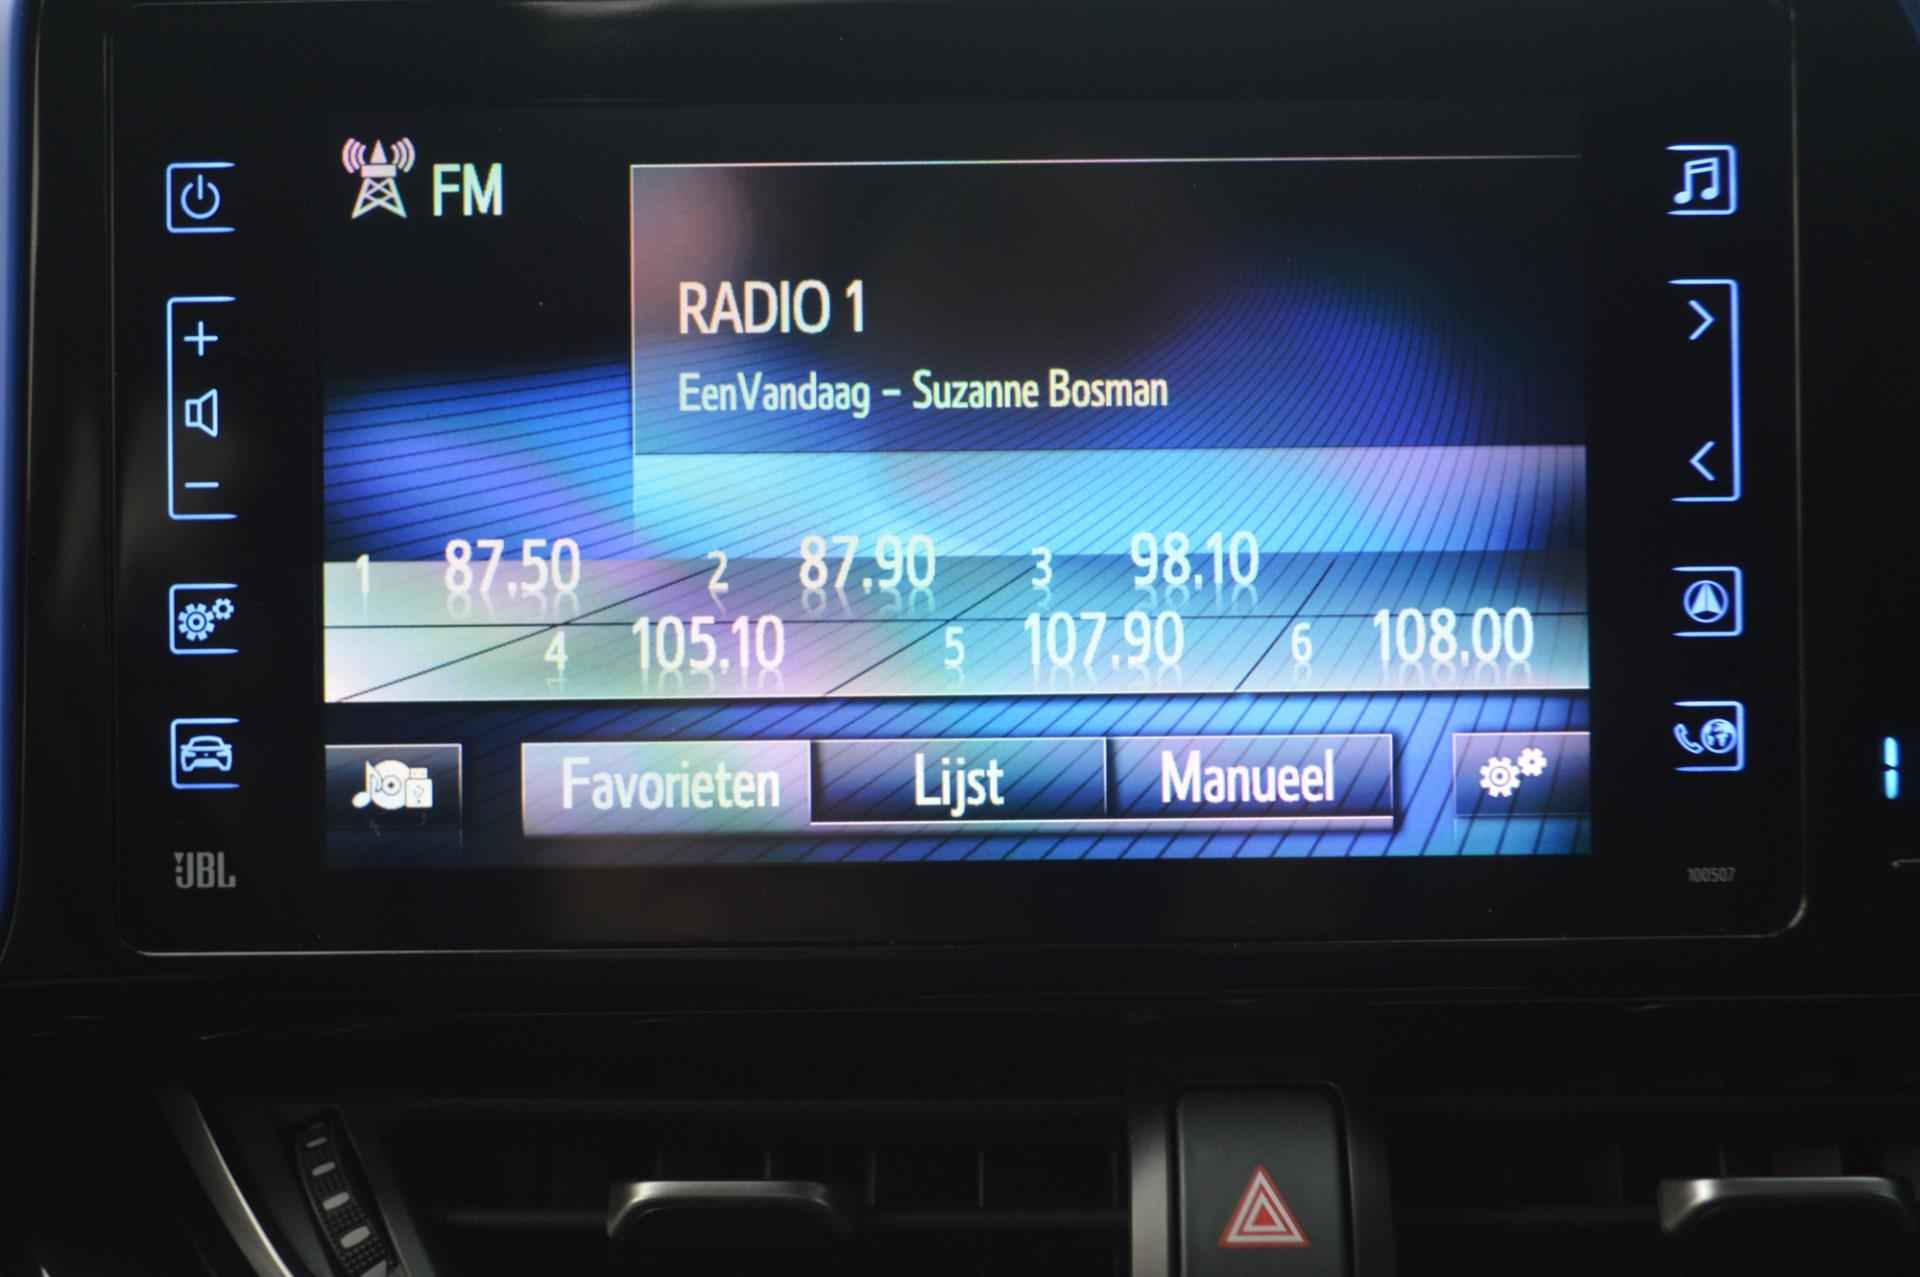 FM
RADIO 1
EenVandaag - Suzanne Bosman
1 87.50 2 87.90 3 98.10
4 105.10 5 107.90 6 108.00
Favorieten Lijst Manueel
JBL
100507